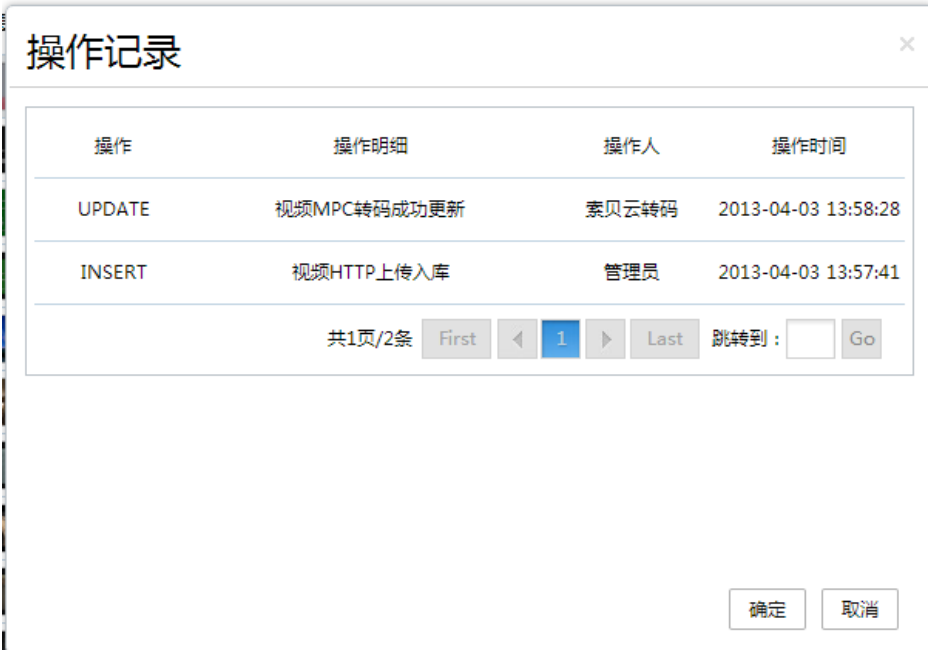 操作记录
×
操作 操作明细 操作人 操作时间
UPDATE 视频MPC转码成功更新 索贝云转码 2013-04-03 13:58:28
INSERT 视频HTTP上传入库 管理员 2013-04-03 13:57:41
共1页/2条 First 1 Last 跳转到： Go
确定 取消